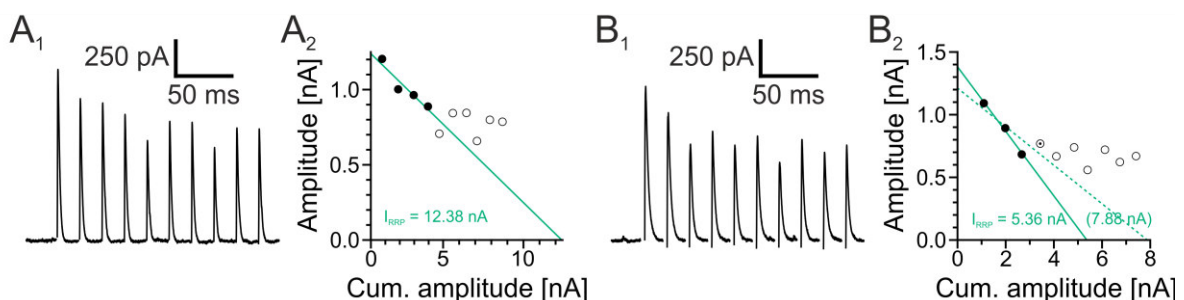 A1
250 pA
50 ms
A2
Amplitude [nA]
1.0
0.5
0.0
0
5
10
Cum. amplitude [nA]
IRRP = 12.38 nA
B1
250 pA
50 ms
B2
Amplitude [nA]
1.5
1.0
0.5
0.0
0
2
4
6
8
Cum. amplitude [nA]
IRRP = 5.36 nA (7.88 nA)